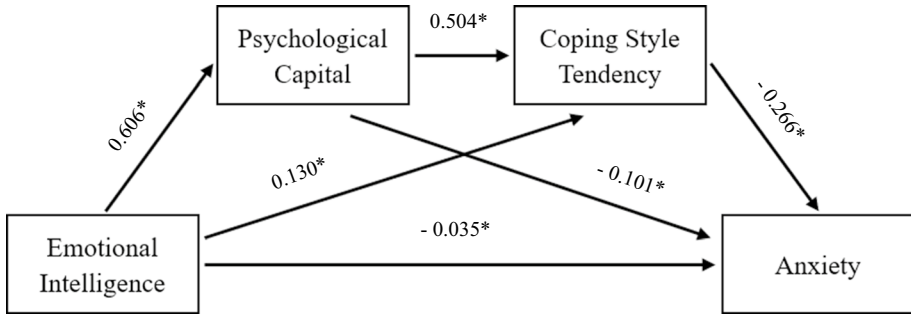 0.504*
Psychological
Capital
Coping Style
Tendency
0.606*
- 0.266*
0.130*
- 0.101*
- 0.035*
Emotional
Intelligence
Anxiety